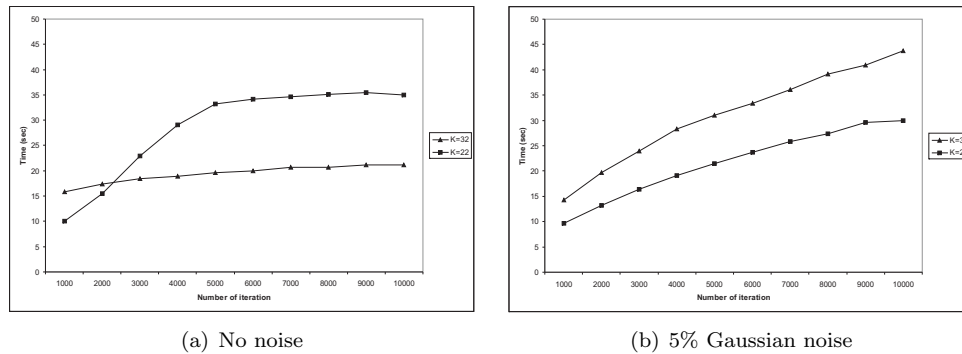 50
45
40
35
30
25
20
15
10
5
0
Time (sec)
1000 2000 3000 4000 5000 6000 7000 8000 9000 10000
Number of iteration
K=32
K=22
(a) No noise
50
45
40
35
30
25
20
15
10
5
0
Time (sec)
1000 2000 3000 4000 5000 6000 7000 8000 9000 10000
Number of iteration
K=3
K=2
(b) 5% Gaussian noise